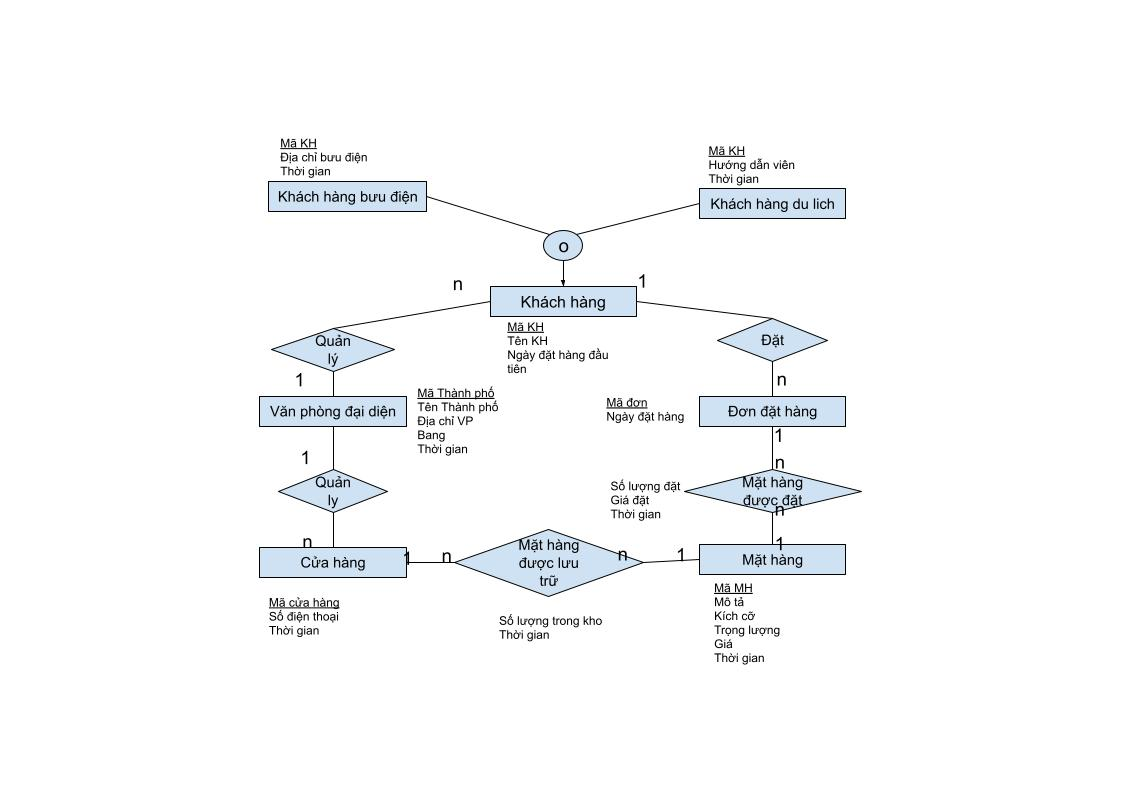 Mã KH
Địa chỉ bưu điện
Thời gian
Khách hàng bưu điện
Mã KH
Hướng dẫn viên
Thời gian
Khách hàng du lich
o
n
1
Khách hàng
Mã KH
Tên KH
Ngày đặt hàng đầu
tiên
Quản
lý
Đặt
1
n
Văn phòng đại diện
Mã Thành phố
Tên Thành phố
Địa chỉ VP
Bang
Thời gian
Mã đơn
Ngày đặt hàng
Đơn đặt hàng
1
1
n
Quản
ly
Số lượng đặt
Giá đặt
Thời gian
Mặt hàng
được đặt
n
n
1
Cửa hàng
1
n
Mặt hàng
được lưu
trữ
n
1
Mặt hàng
Mã cửa hàng
Số điện thoại
Thời gian
Số lượng trong kho
Thời gian
Mã MH
Mô tả
Kích cỡ
Trọng lượng
Giá
Thời gian